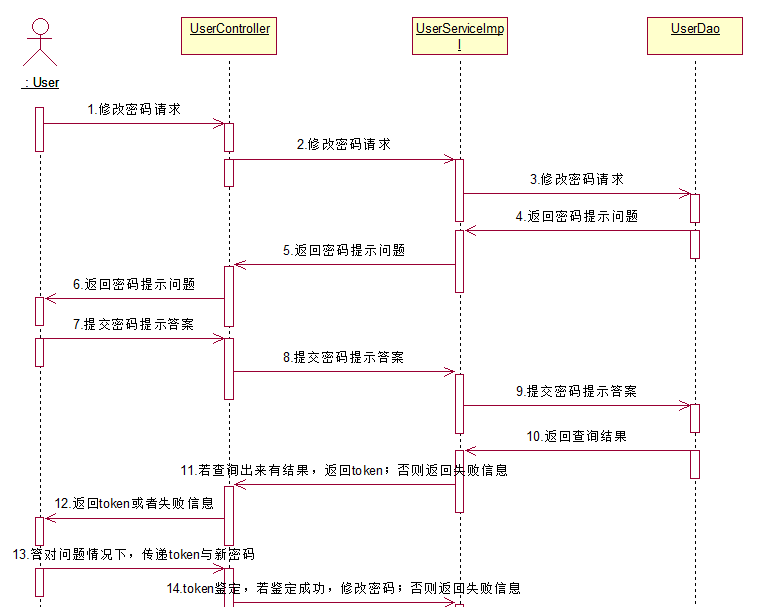 UserController
UserServiceImp
l
UserDao
: User
1.修改密码请求
2.修改密码请求
3.修改密码请求
4.返回密码提示问题
5.返回密码提示问题
6.返回密码提示问题
7.提交密码提示答案
8.提交密码提示答案
9.提交密码提示答案
10.返回查询结果
11.若查询出来有结果，返回token；否则返回失败信息
12.返回token或者失败信息
13.答对问题情况下，传递token与新密码
14.token鉴定，若鉴定成功，修改密码；否则返回失败信息